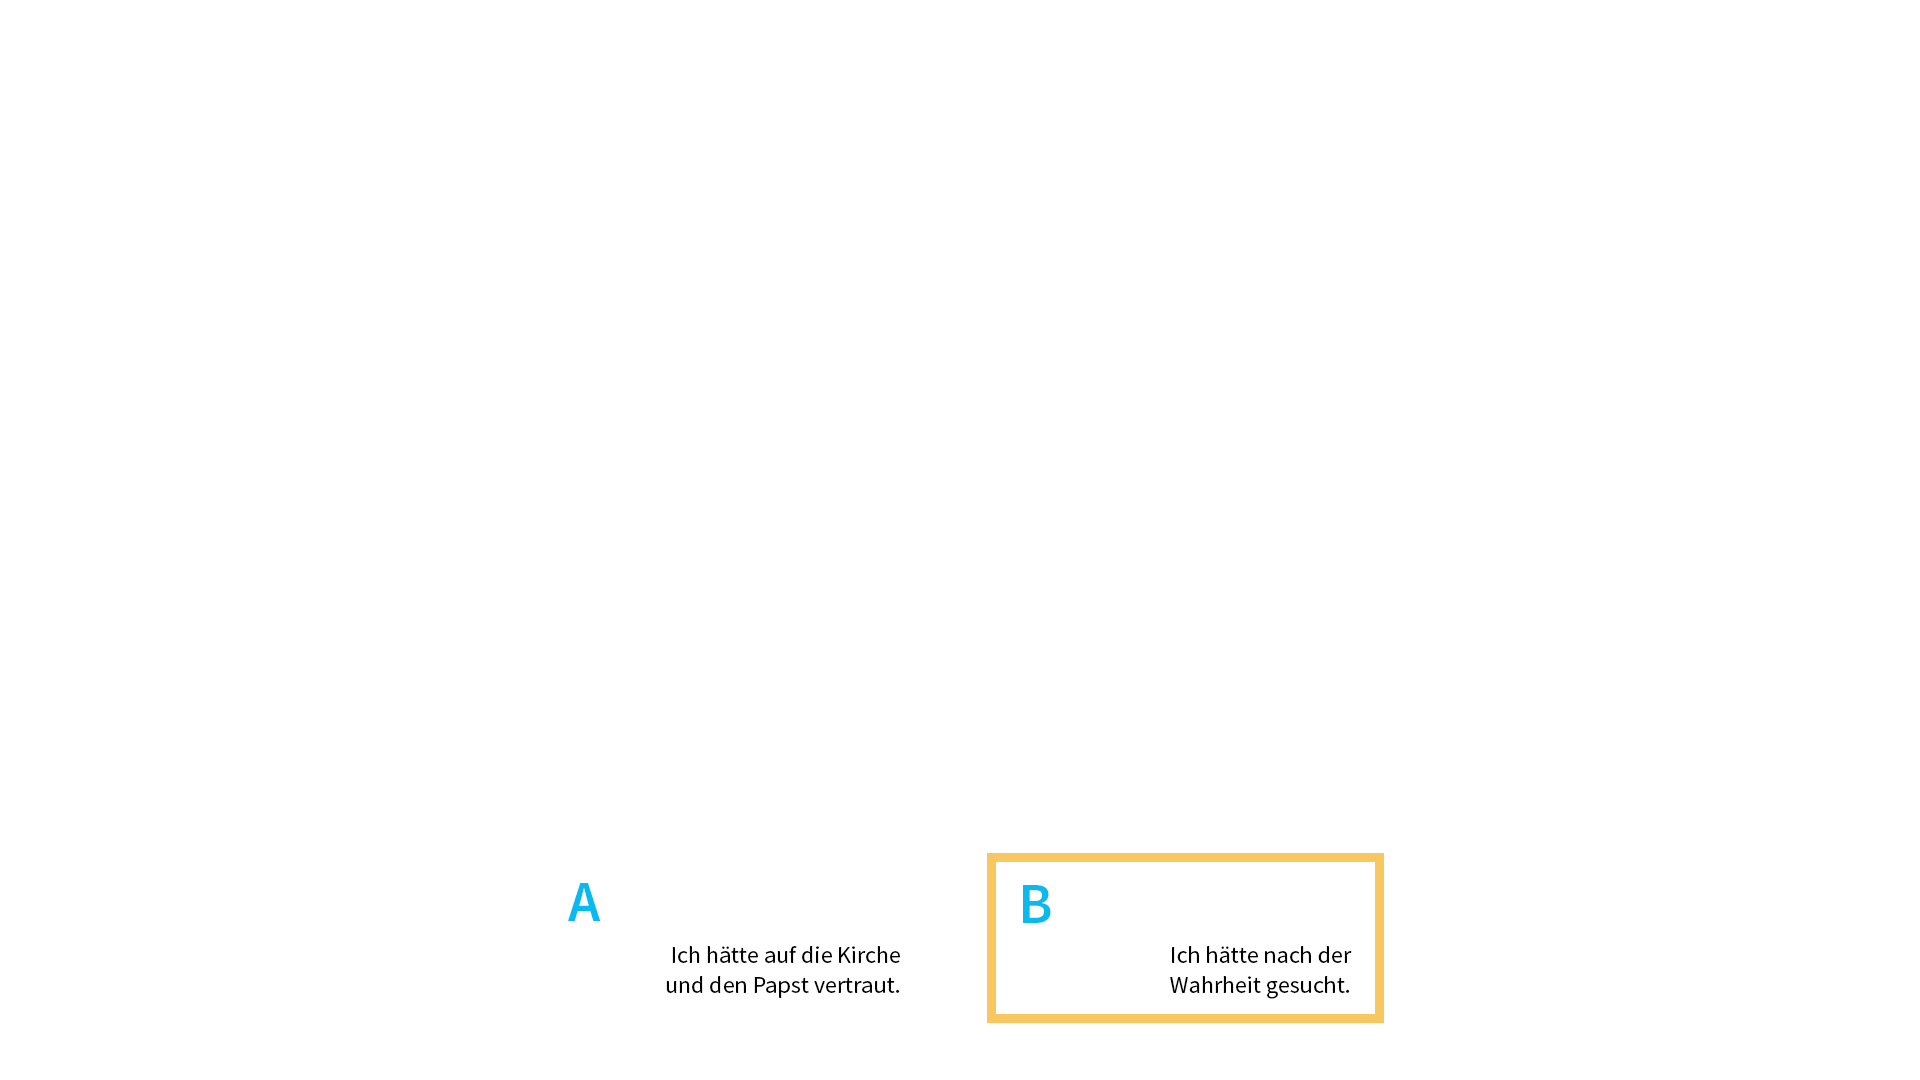 A
Ich hätte auf die Kirche
und den Papst vertraut.
B
Ich hätte nach der
Wahrheit gesucht.